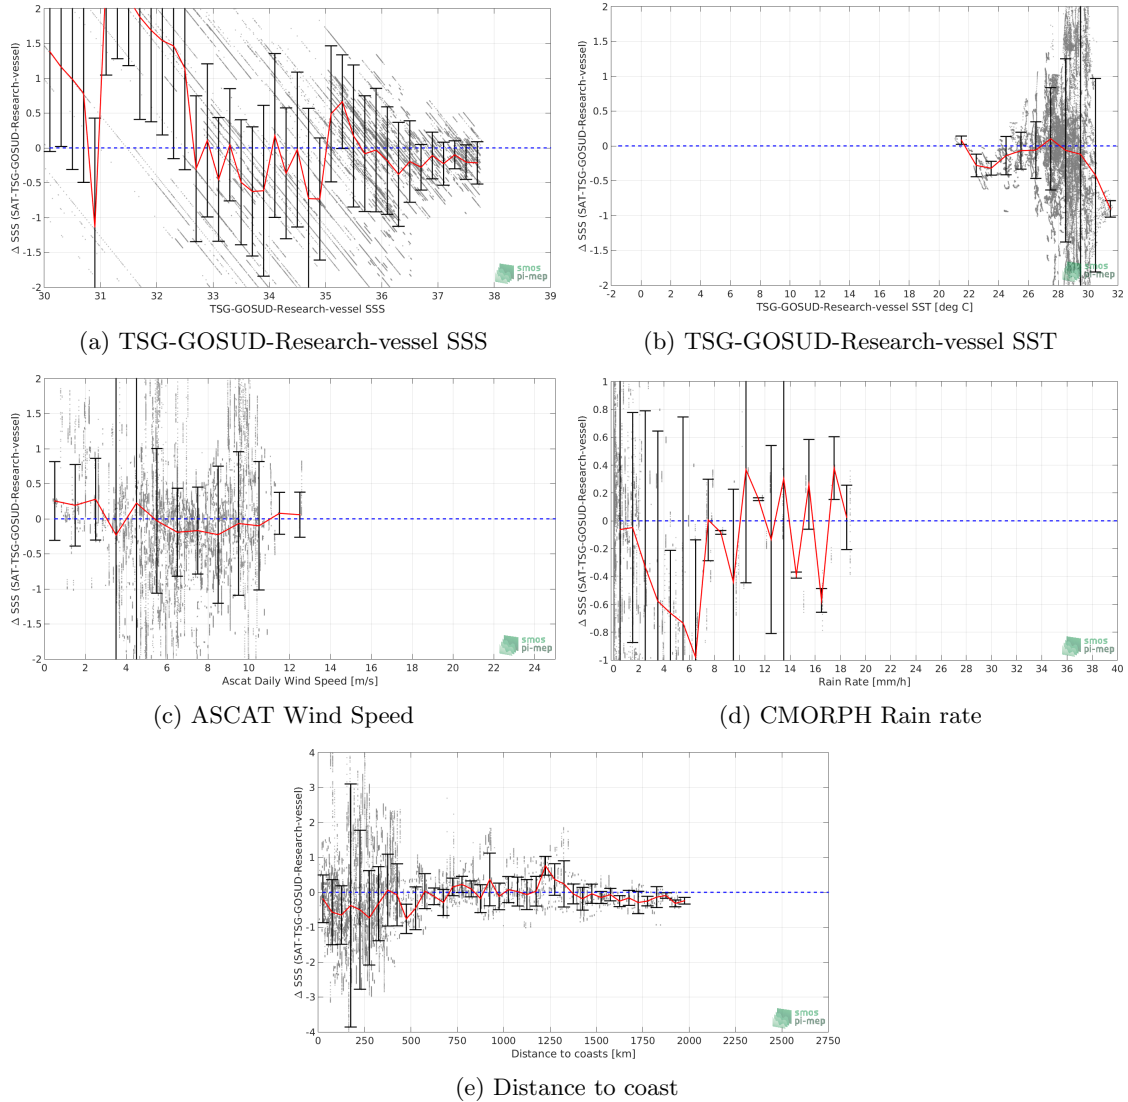 Δ SSS (SAT-TSG-GOSUD-Research-vessel)
2
1.5
1
0.5
0
-0.5
-1
-1.5
-2
30 31 32 33 34 35 36 37 38 39
TSG-GOSUD-Research-vessel SSS
smos
pi-mep
(a) TSG-GOSUD-Research-vessel SSS
Δ SSS (SAT-TSG-GOSUD-Research-vessel)
2
1.5
1
0.5
0
-0.5
-1
-1.5
-2
-2 0 2 4 6 8 10 12 14 16 18 20 22 24 26 28 30 32
TSG-GOSUD-Research-vessel SST [deg C]
smos
pi-mep
(b) TSG-GOSUD-Research-vessel SST
Δ SSS (SAT-TSG-GOSUD-Research-vessel)
2
1.5
1
0.5
0
-0.5
-1
-1.5
-2
0 2 4 6 8 10 12 14 16 18 20 22 24
Ascat Daily Wind Speed [m/s]
smos
pi-mep
(c) ASCAT Wind Speed
Δ SSS (SAT-TSG-GOSUD-Research-vessel)
1
0.8
0.6
0.4
0.2
0
-0.2
-0.4
-0.6
-0.8
-1
0 2 4 6 8 10 12 14 16 18 20 22 24 26 28 30 32 34 36 38 40
Rain Rate [mm/h]
smos
pi-mep
(d) CMORPH Rain rate
Δ SSS (SAT-TSG-GOSUD-Research-vessel)
4
3
2
1
0
-1
-2
-3
-4
0 250 500 750 1000 1250 1500 1750 2000 2250 2500 2750
Distance to coasts [km]
smos
pi-mep
(e) Distance to coast